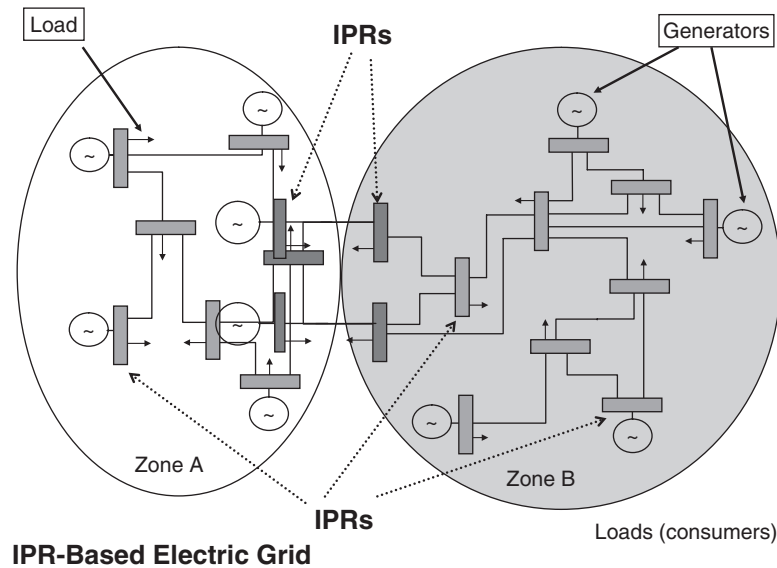 Load
IPRs
Generators
~
~
~
~
~
~
~
~
~
~
Zone A
Zone B
IPRs
Loads (consumers)
IPR-Based Electric Grid